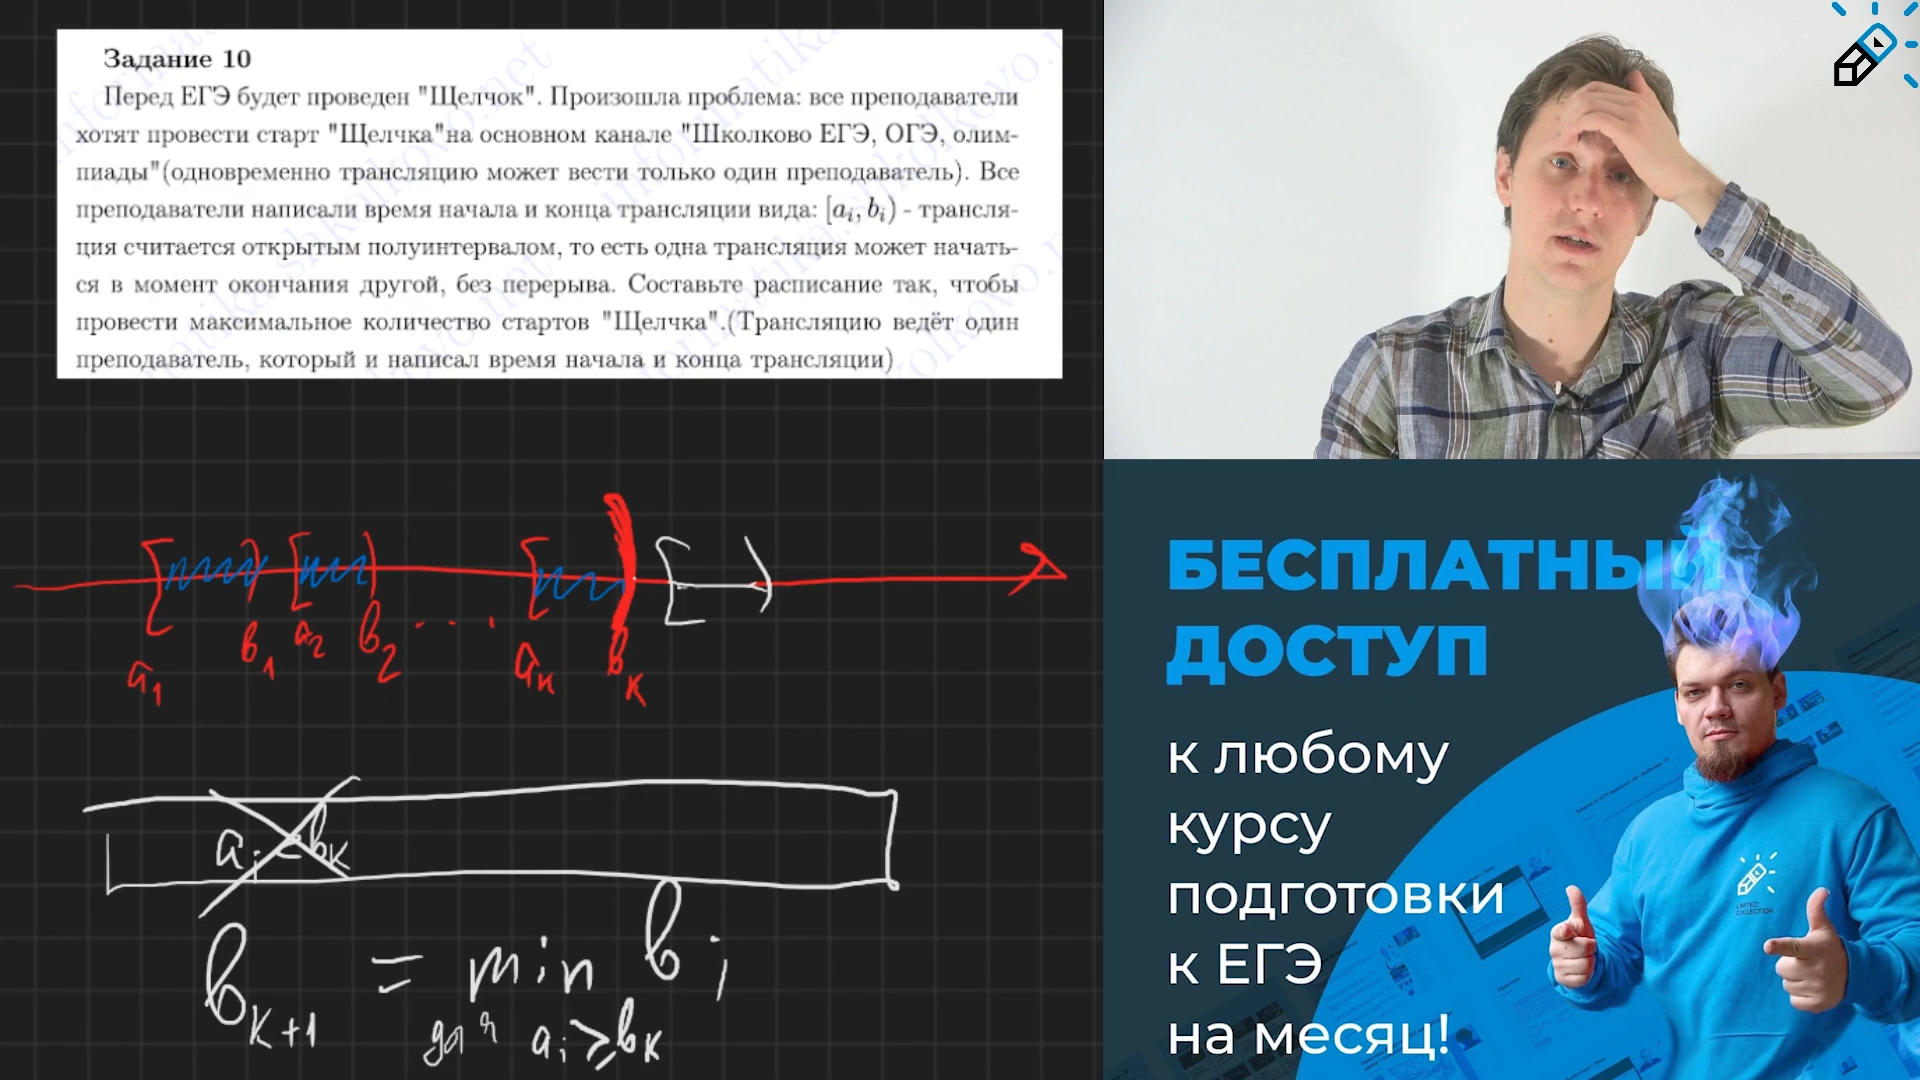 Задание 10
Перед ЕГЭ будет проведен "Щелчок". Произошла проблема: все преподаватели
хотят провести старт "Щелчка"на основном канале "Школково ЕГЭ, ОГЭ, олим-
пиады"(одновременно трансляцию может вести только один преподаватель). Все
преподаватели написали время начала и конца трансляции вида: [aᵢ, bᵢ) - трансля-
ция считается открытым полуинтервалом, то есть одна трансляция может начать-
ся в момент окончания другой, без перерыва. Составьте расписание так, чтобы
провести максимальное количество стартов "Щелчка".(Трансляцию ведёт один
преподаватель, который и написал время начала и конца трансляции)
a₁ b₁ a₂ b₂ . . . aₖ bₖ
aᵢ < bₖ
bₖ₊₁ = min bᵢ
для aᵢ ≥ bₖ
БЕСПЛАТНЫЙ
ДОСТУП
к любому
курсу
подготовки
к ЕГЭ
на месяц!
LIMITED
COLLECTION